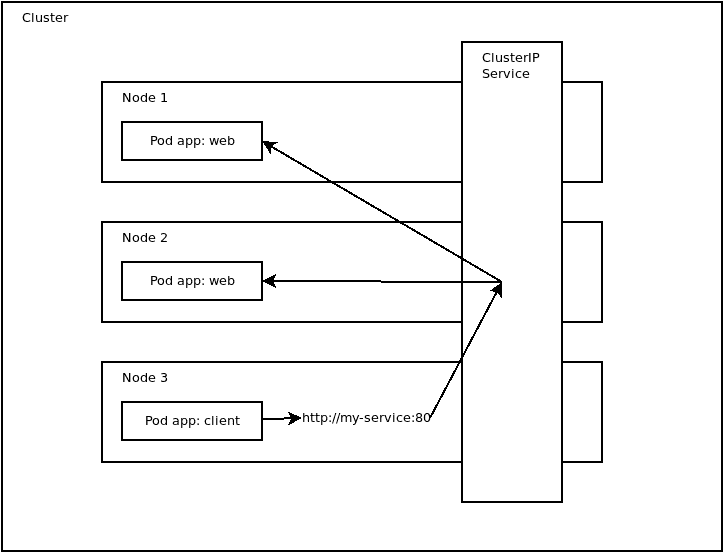 Cluster
ClusterIP
Service
Node 1
Pod app: web
Node 2
Pod app: web
Node 3
Pod app: client
http://my-service:80